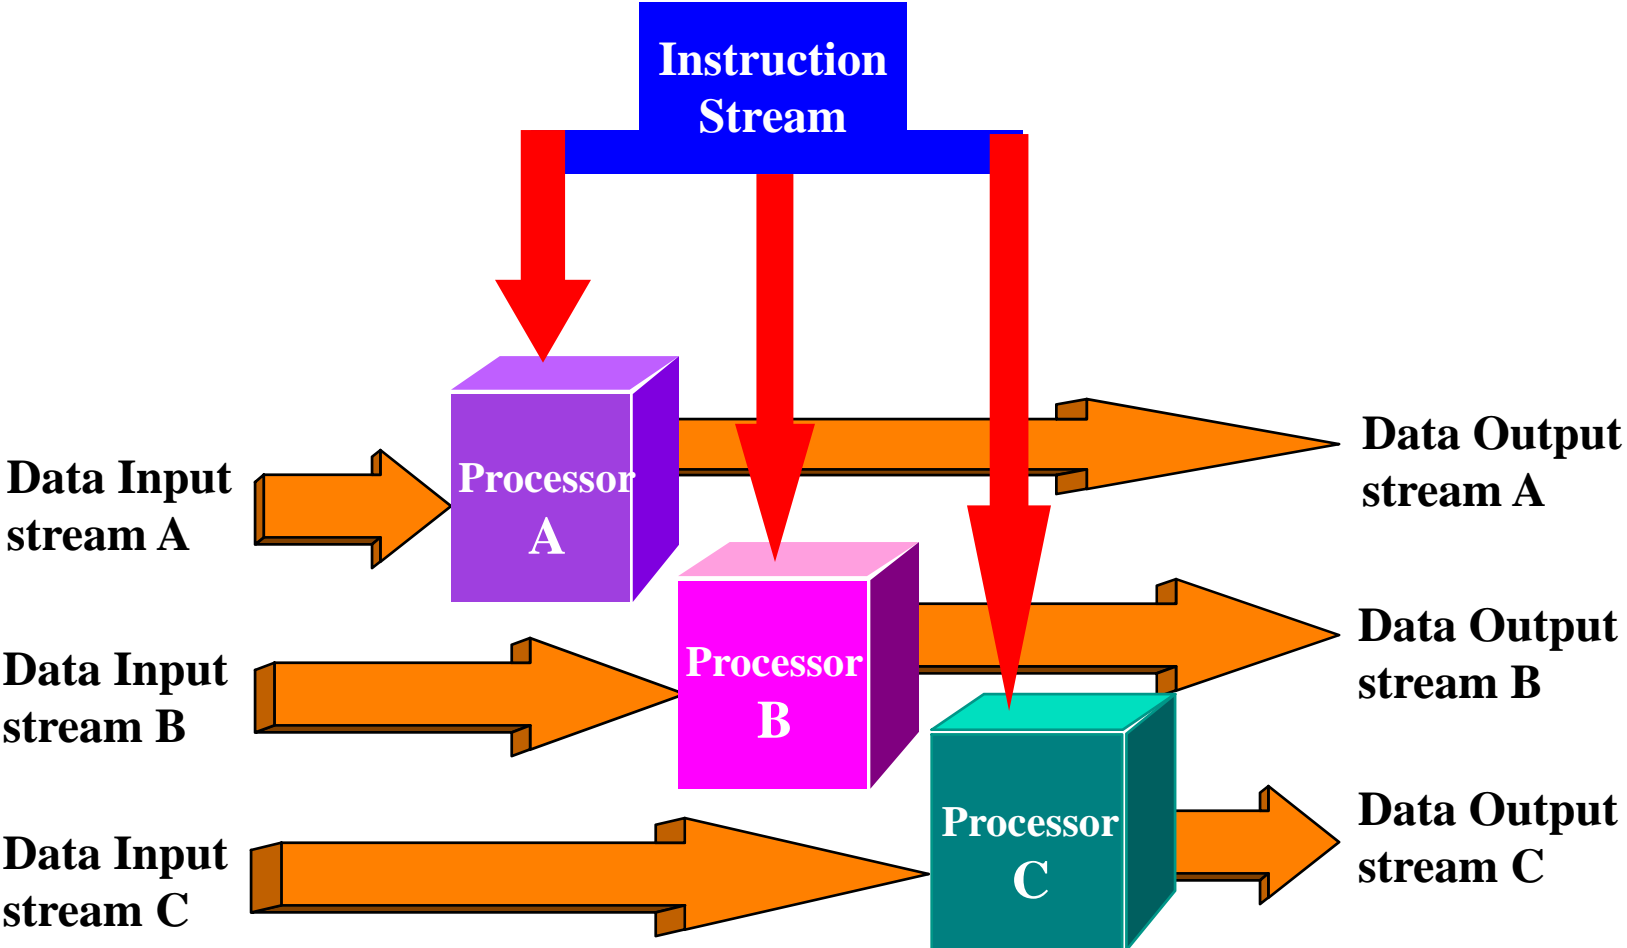 Instruction
Stream
Data Input
stream A
Processor
A
Data Output
stream A
Data Input
stream B
Processor
B
Data Output
stream B
Data Input
stream C
Processor
C
Data Output
stream C